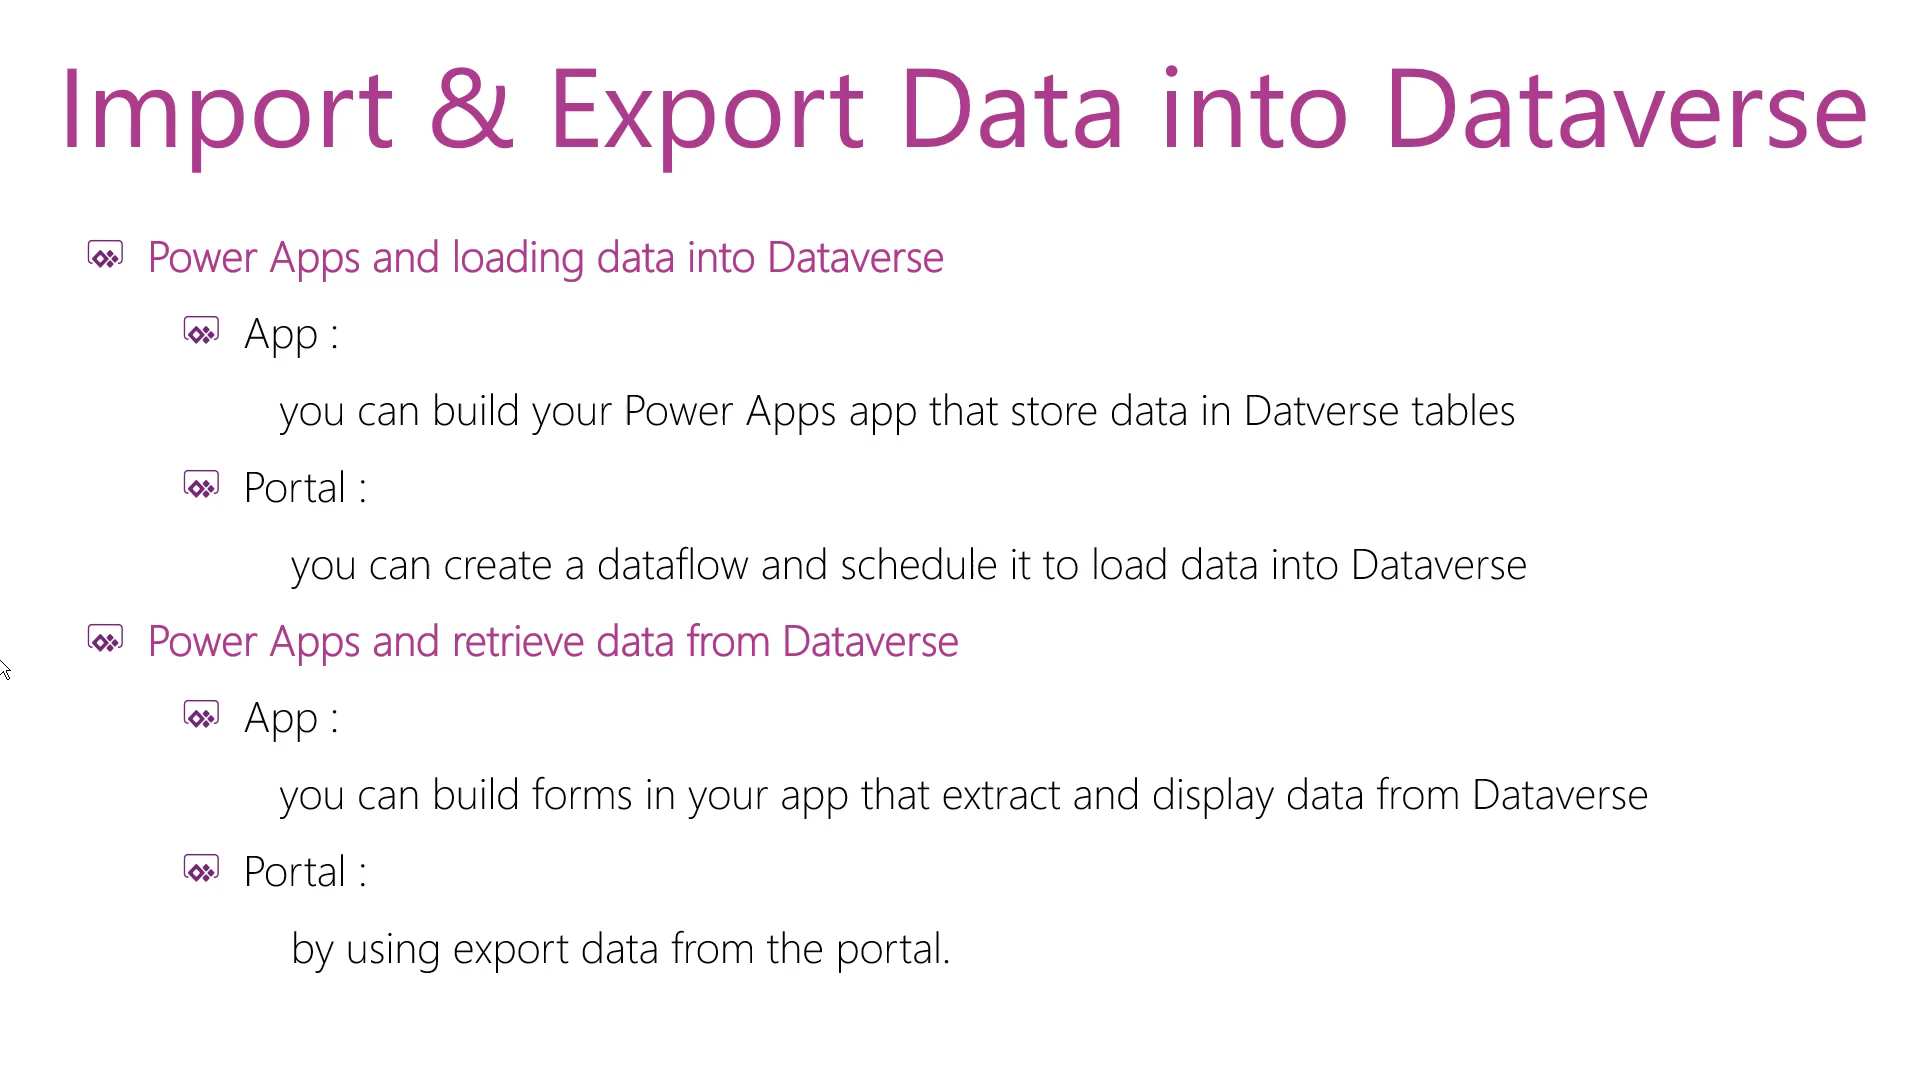 Import & Export Data into Dataverse
Power Apps and loading data into Dataverse
App :
you can build your Power Apps app that store data in Datverse tables
Portal :
you can create a dataflow and schedule it to load data into Dataverse
Power Apps and retrieve data from Dataverse
App :
you can build forms in your app that extract and display data from Dataverse
Portal :
by using export data from the portal.